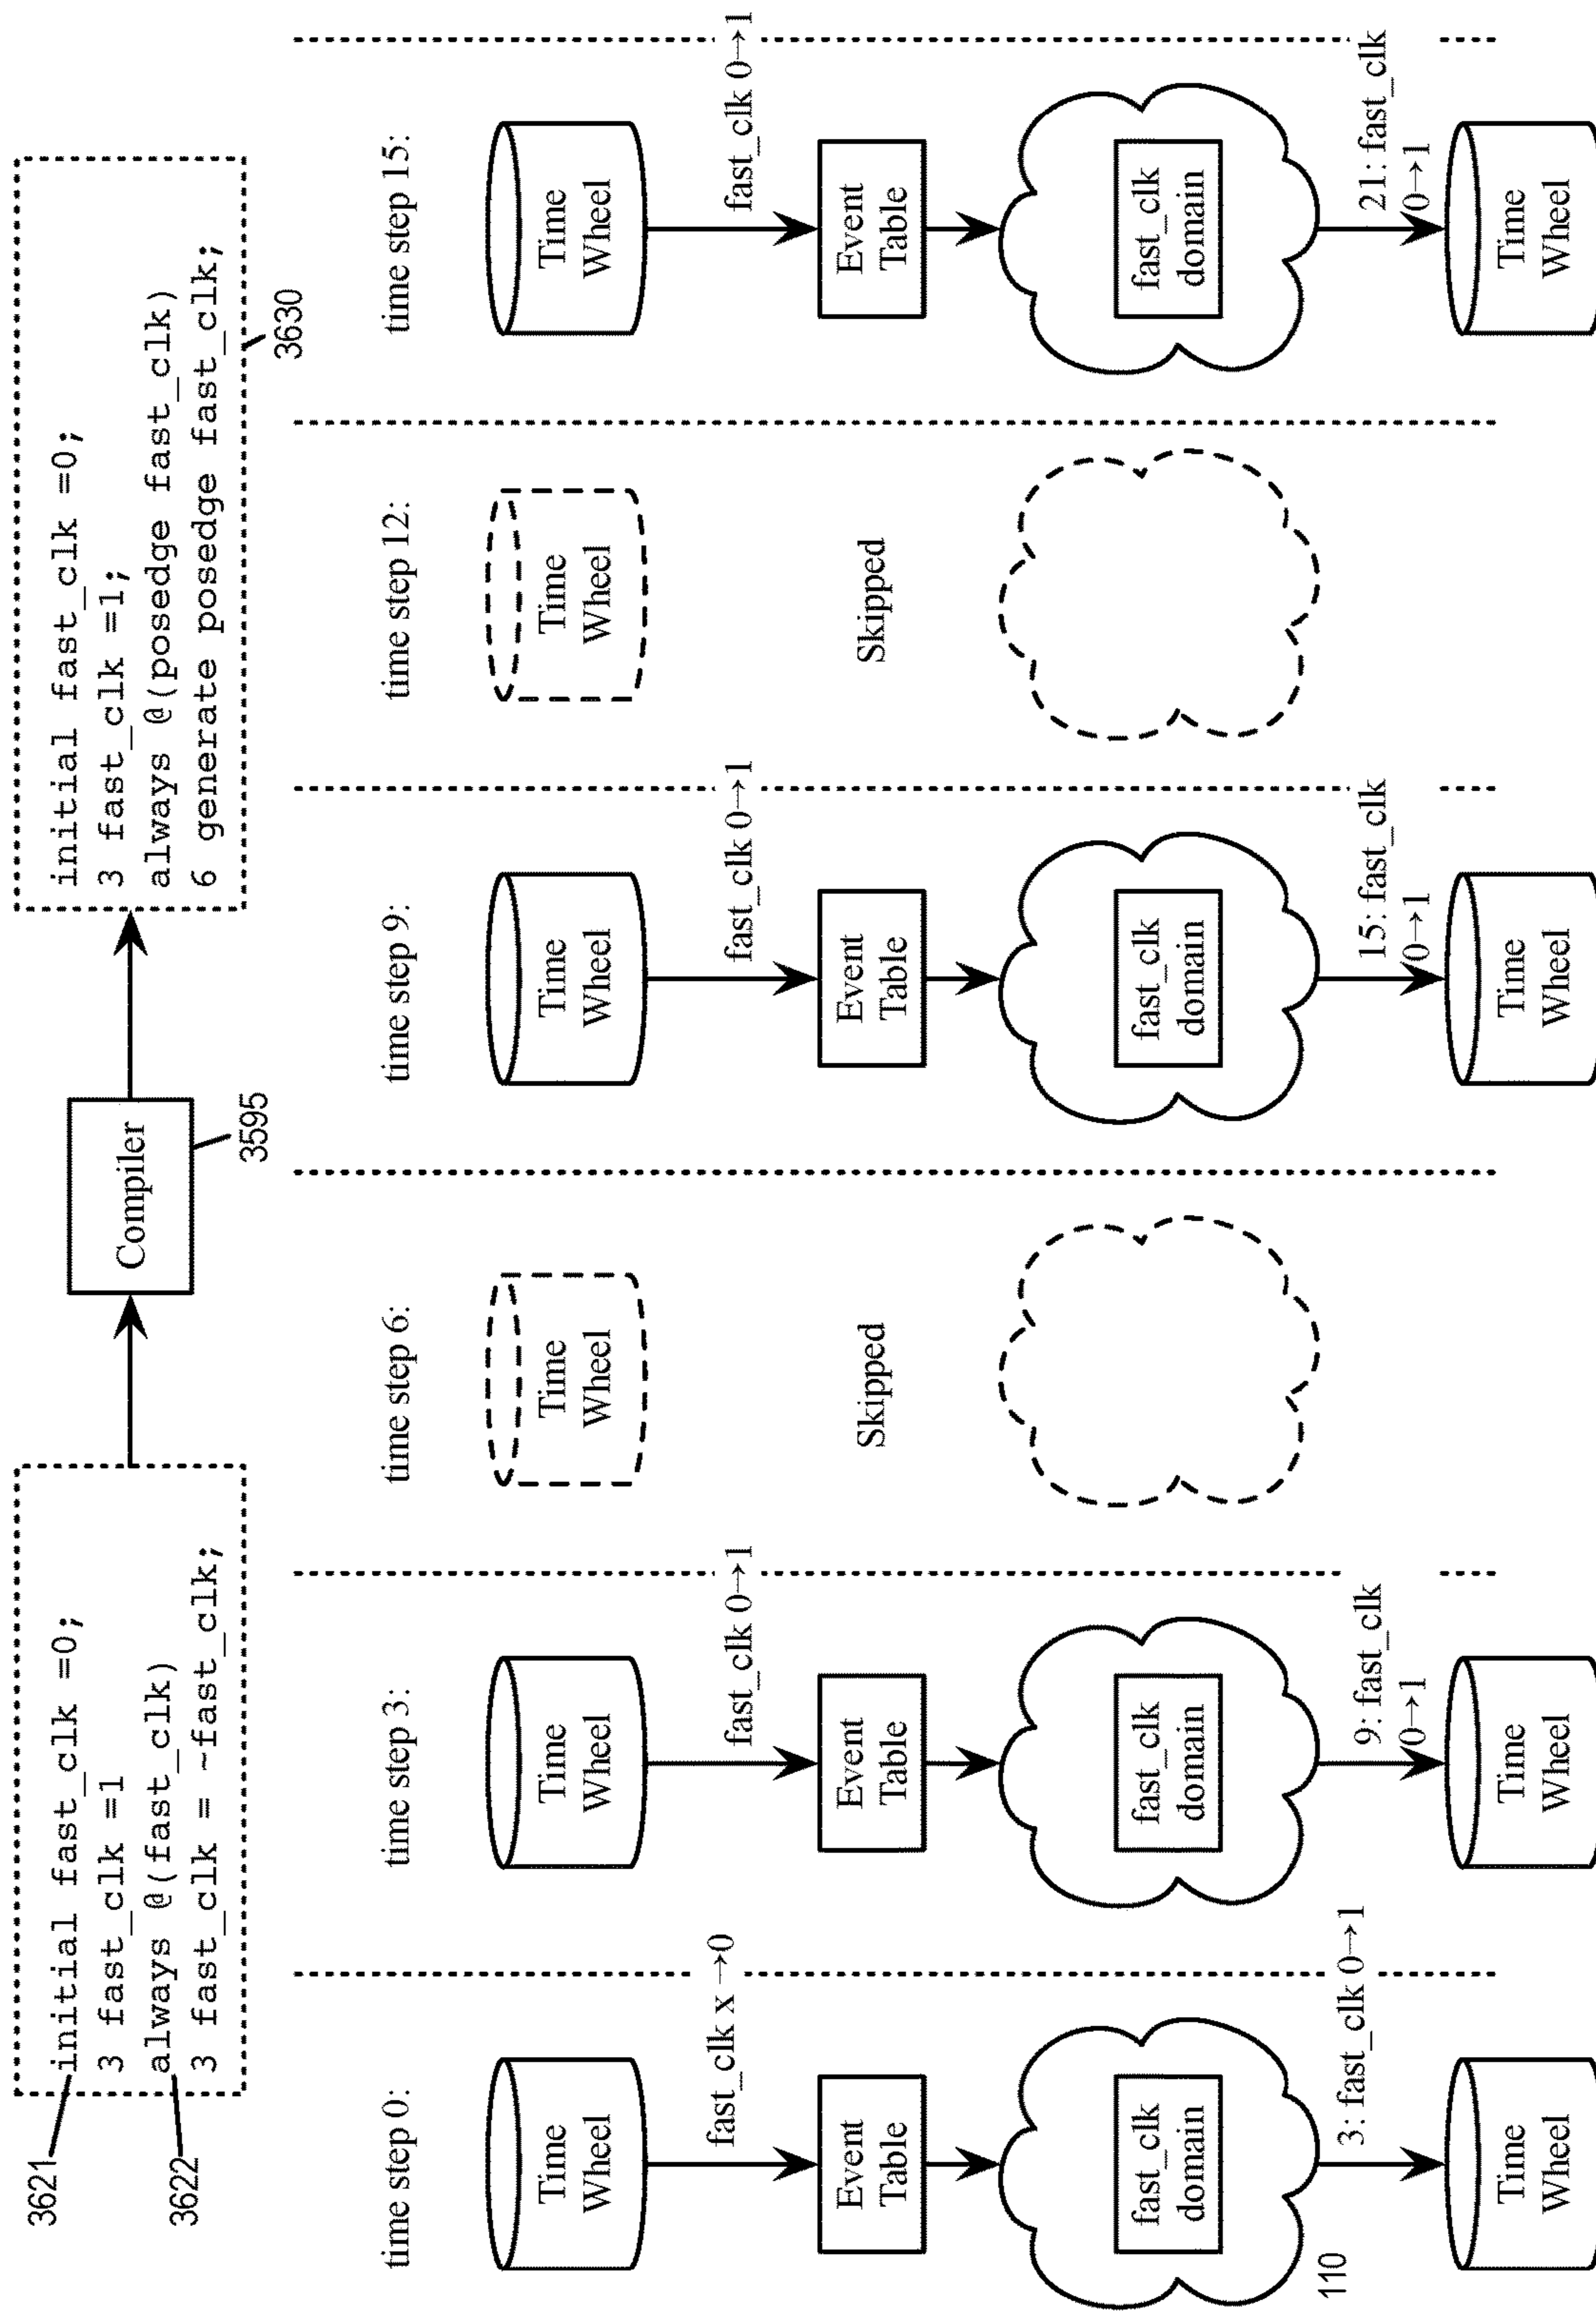 3621
3622
initial fast_clk =0;
3 fast_clk =1
always @(fast_clk)
3 fast_clk = ~fast_clk;
Compiler
3595
initial fast_clk =0;
3 fast_clk =1;
always @(posedge fast_clk)
6 generate posedge fast_clk;
3630
time step 0:
Time
Wheel
fast_clk x →0
Event
Table
fast_clk
domain
110
3: fast_clk 0→1
Time
Wheel
time step 3:
Time
Wheel
fast_clk 0→1
Event
Table
fast_clk
domain
9: fast_clk
0→1
Time
Wheel
time step 6:
Time
Wheel
Skipped
time step 9:
Time
Wheel
fast_clk 0→1
Event
Table
fast_clk
domain
15: fast_clk
0→1
Time
Wheel
time step 12:
Time
Wheel
Skipped
time step 15:
Time
Wheel
fast_clk 0→1
Event
Table
fast_clk
domain
21: fast_clk
0→1
Time
Wheel